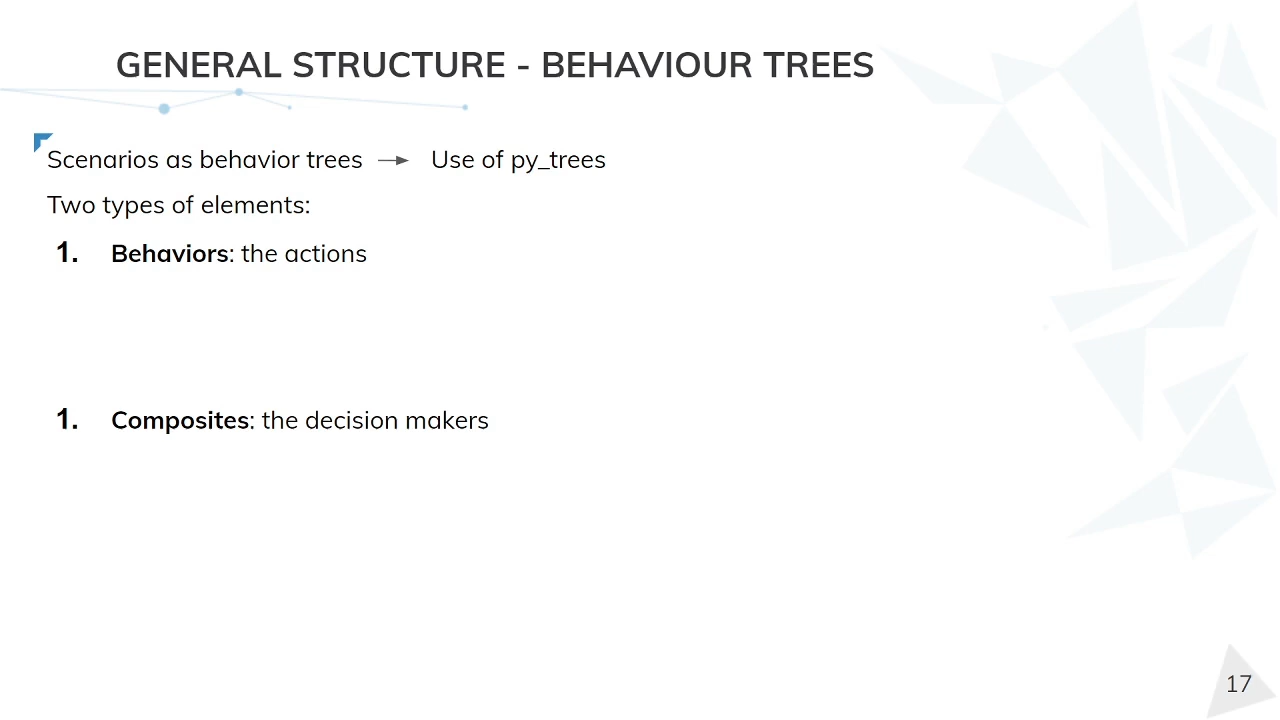 GENERAL STRUCTURE - BEHAVIOUR TREES
Scenarios as behavior trees → Use of py_trees
Two types of elements:
1. Behaviors: the actions
1. Composites: the decision makers
17